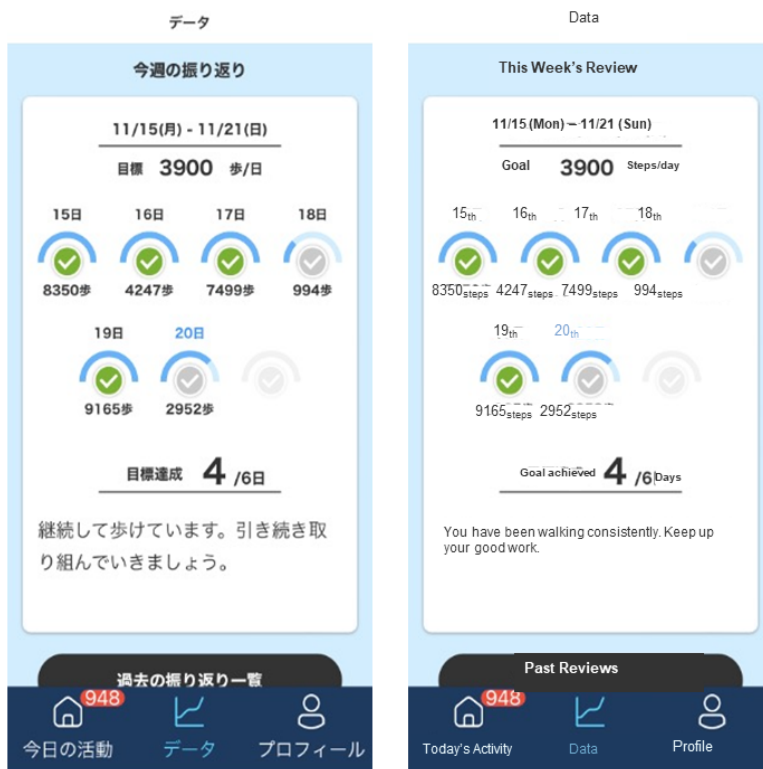 データ
今週の振り返り
11/15(月) - 11/21(日)
目標 3900 歩/日
15日 16日 17日 18日
8350歩 4247歩 7499歩 994歩
19日 20日
9165歩 2952歩
目標達成 4 /6日
継続して歩けています。引き続き取
り組んでいきましょう。
過去の振り返り一覧
948
今日の活動 データ プロフィール
Data
This Week's Review
11/15 (Mon) – 11/21 (Sun)
Goal 3900 Steps/day
15th 16th 17th 18th
8350steps 4247steps 7499steps 994steps
19th 20th
9165steps 2952steps
Goal achieved 4 /6 Days
You have been walking consistently. Keep up
your good work.
Past Reviews
948
Today's Activity Data Profile